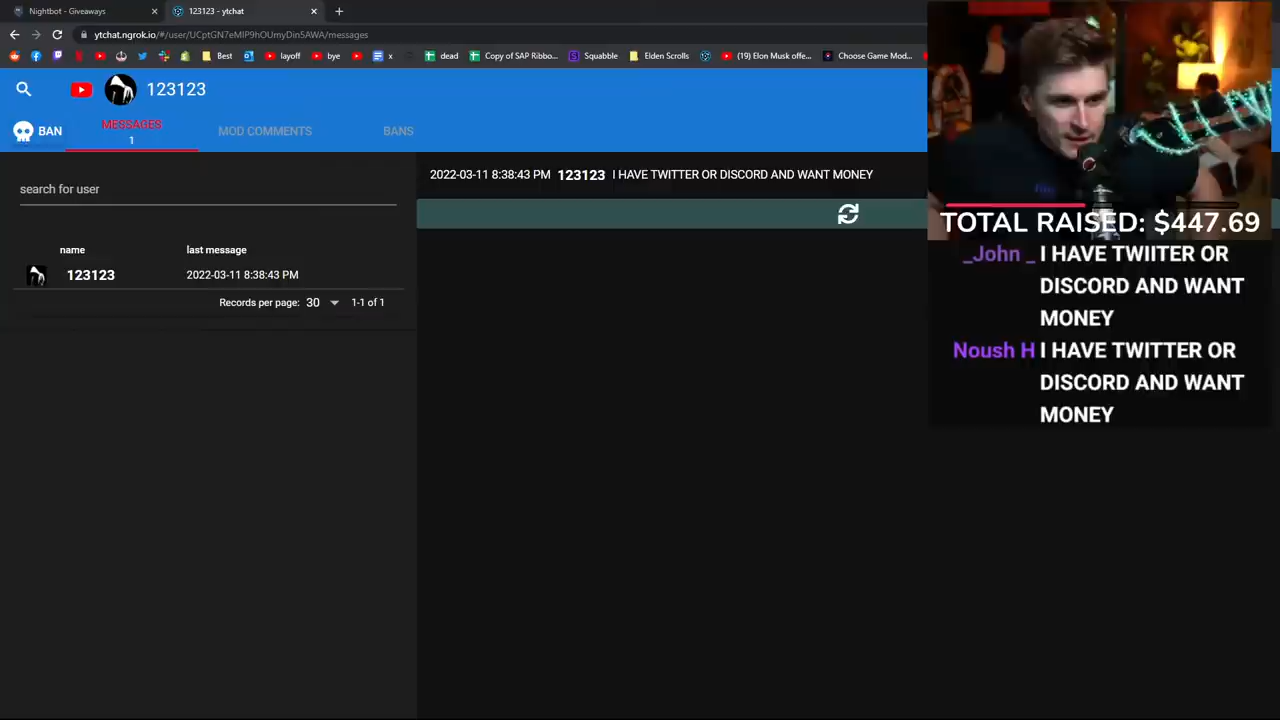 Nightbot - Giveaways
123123 - ytchat
ytchat.ngrok.io/#/user/UCptGN7eMIP9hOUmyDin5AWA/messages
Best
layoff
bye
x
dead
Copy of SAP Ribbo...
Squabble
Elden Scrolls
(19) Elon Musk offe...
Choose Game Mod...
123123
BAN
MESSAGES
1
MOD COMMENTS
BANS
search for user
name last message
123123 2022-03-11 8:38:43 PM
Records per page: 30 1-1 of 1
2022-03-11 8:38:43 PM 123123 I HAVE TWITTER OR DISCORD AND WANT MONEY
TOTAL RAISED: $447.69
_John _ I HAVE TWIITER OR
DISCORD AND WANT
MONEY
Noush H I HAVE TWITTER OR
DISCORD AND WANT
MONEY